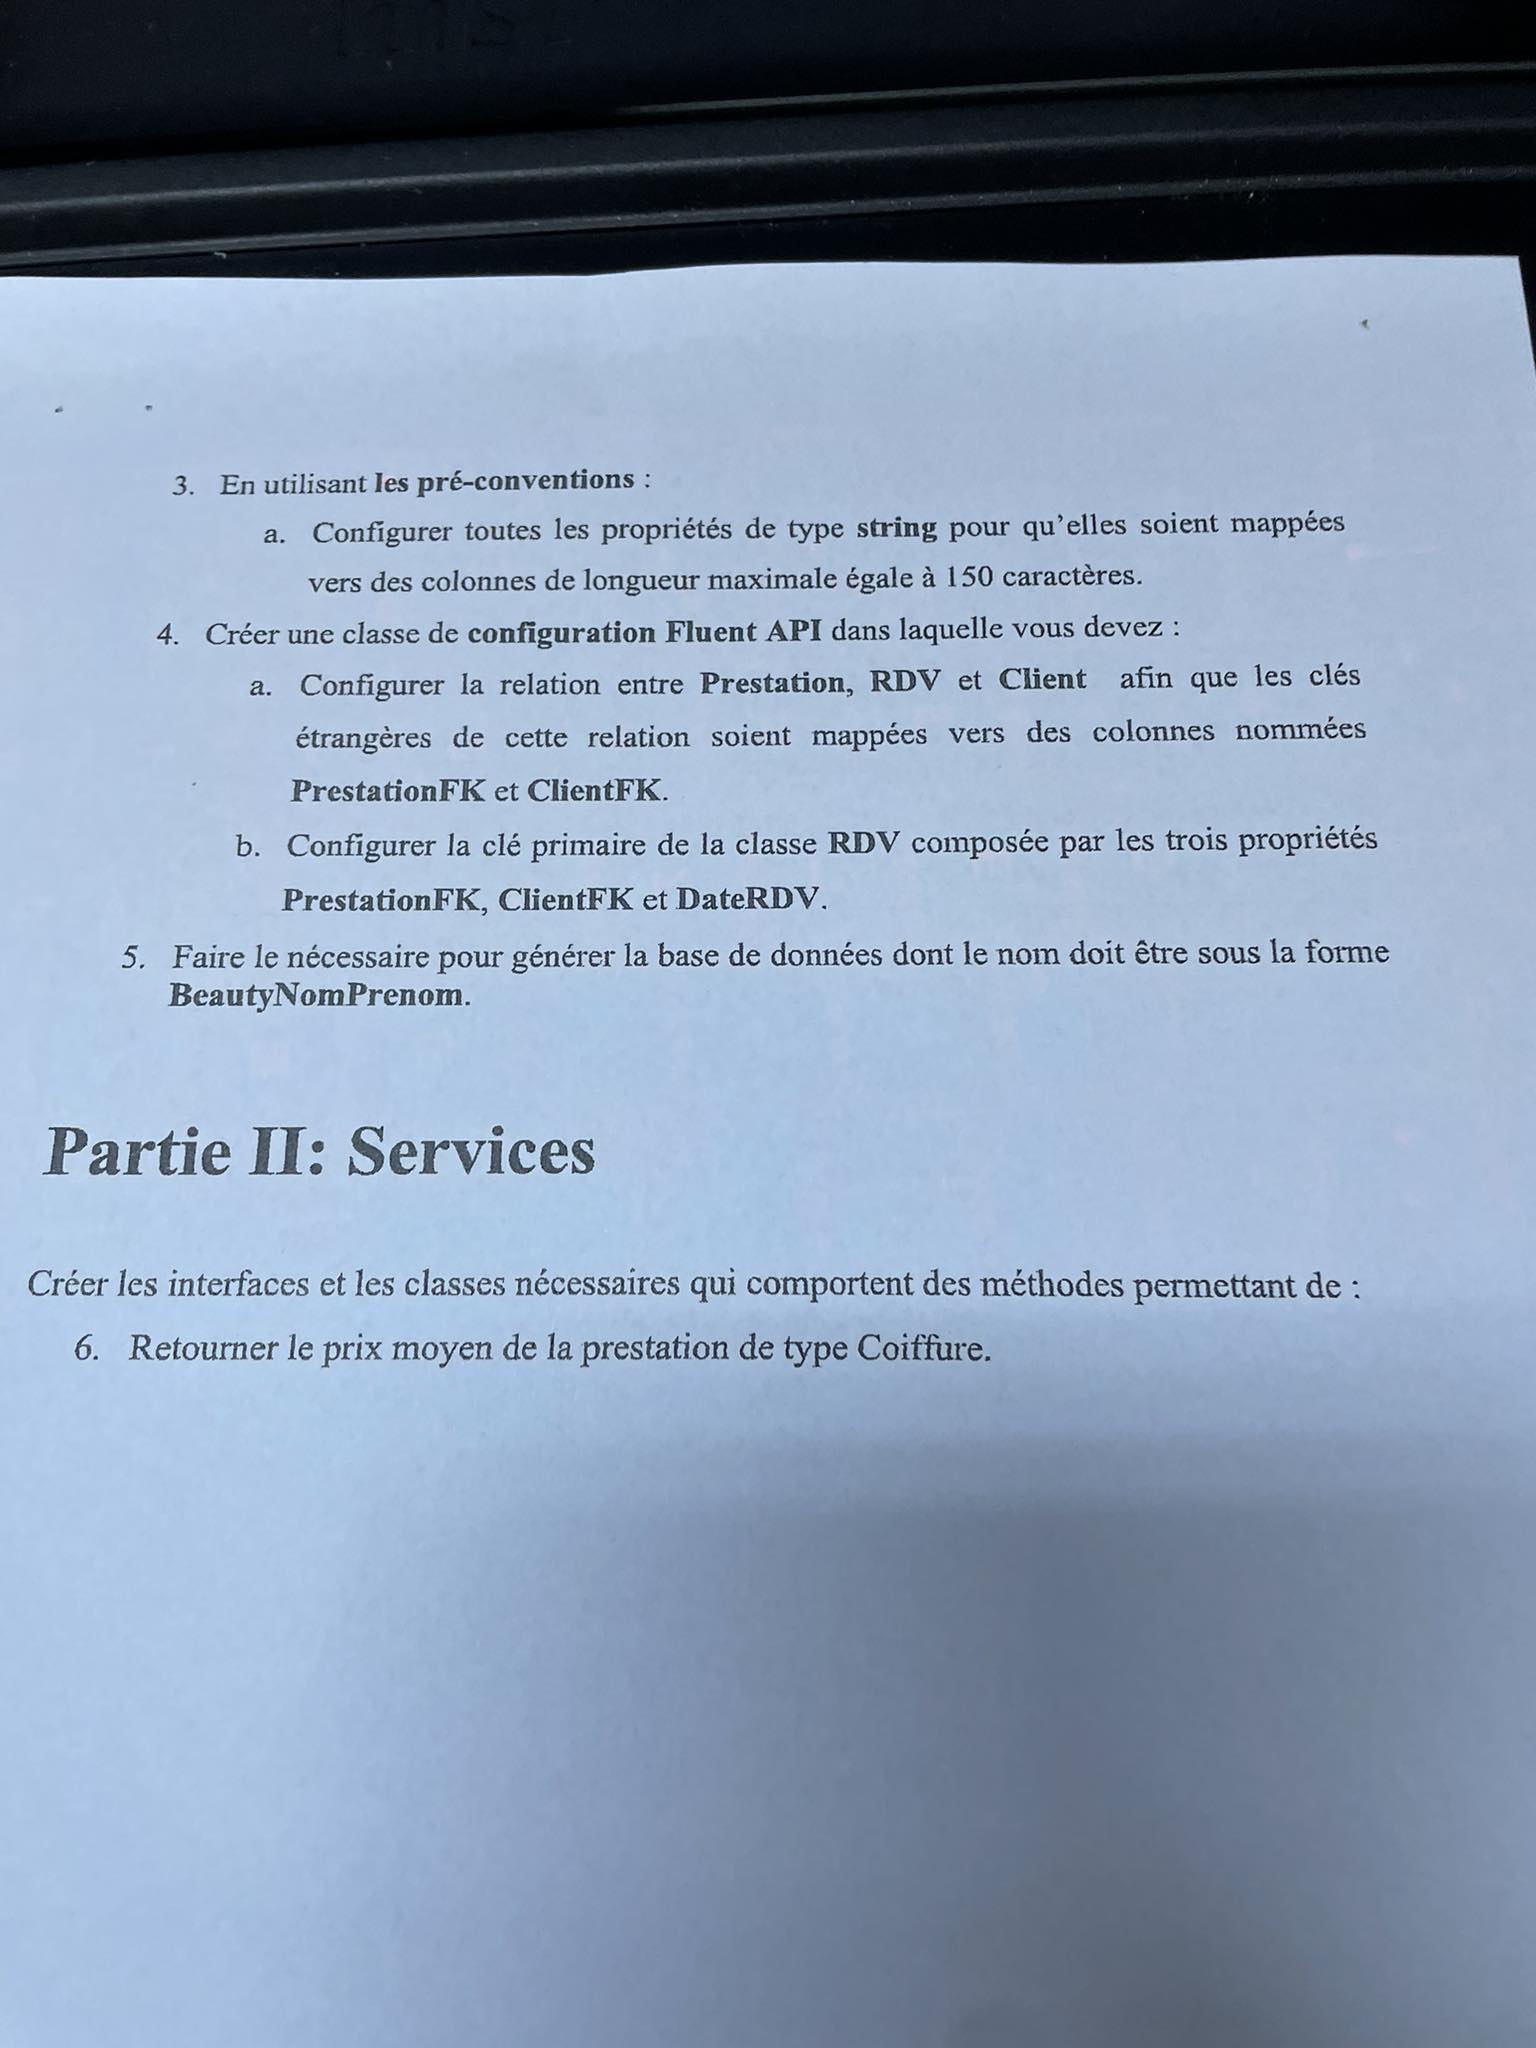 3. En utilisant les pré-conventions :
a. Configurer toutes les propriétés de type string pour qu'elles soient mappées
vers des colonnes de longueur maximale égale à 150 caractères.
4. Créer une classe de configuration Fluent API dans laquelle vous devez :
a. Configurer la relation entre Prestation, RDV et Client afin que les clés
étrangères de cette relation soient mappées vers des colonnes nommées
PrestationFK et ClientFK.
b. Configurer la clé primaire de la classe RDV composée par les trois propriétés
PrestationFK, ClientFK et DateRDV.
5. Faire le nécessaire pour générer la base de données dont le nom doit être sous la forme
BeautyNomPrenom.
Partie II: Services
Créer les interfaces et les classes nécessaires qui comportent des méthodes permettant de :
6. Retourner le prix moyen de la prestation de type Coiffure.